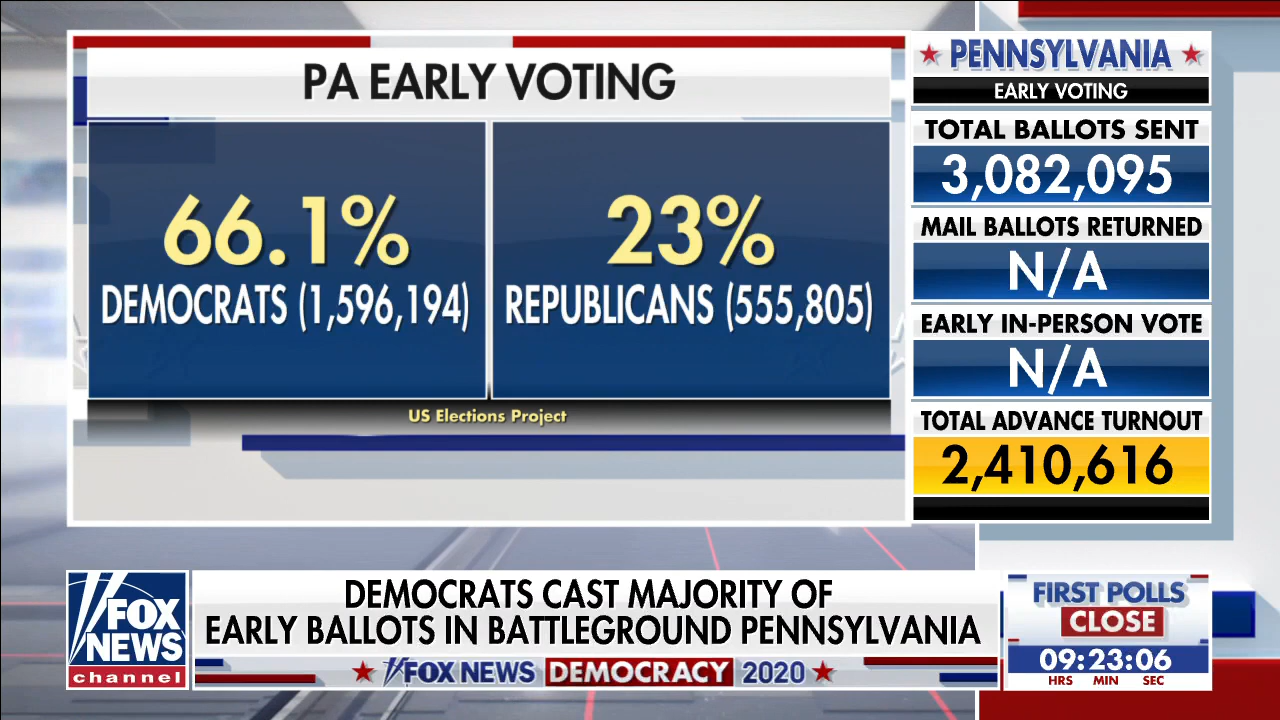 PA EARLY VOTING
66.1%
DEMOCRATS (1,596,194)
23%
REPUBLICANS (555,805)
US Elections Project
PENNSYLVANIA
EARLY VOTING
TOTAL BALLOTS SENT
3,082,095
MAIL BALLOTS RETURNED
N/A
EARLY IN-PERSON VOTE
N/A
TOTAL ADVANCE TURNOUT
2,410,616
FOX
NEWS
channel
DEMOCRATS CAST MAJORITY OF
EARLY BALLOTS IN BATTLEGROUND PENNSYLVANIA
FOX NEWS DEMOCRACY 2020
FIRST POLLS
CLOSE
09:23:06
HRS MIN SEC